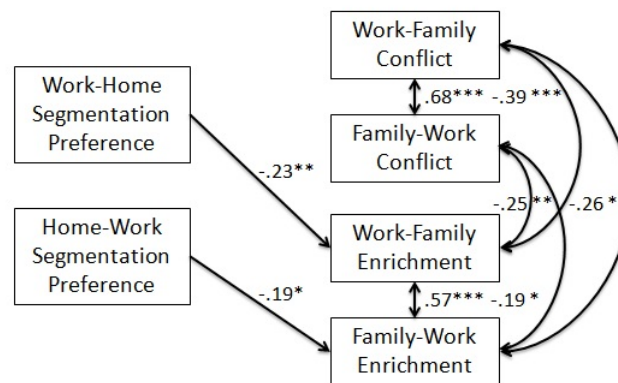 Work-Family
Conflict
Work-Home
Segmentation
Preference
.68*** -.39 ***
Family-Work
Conflict
-.23**
-.25 ** -.26 *
Home-Work
Segmentation
Preference
Work-Family
Enrichment
-.19*
.57*** -.19 *
Family-Work
Enrichment